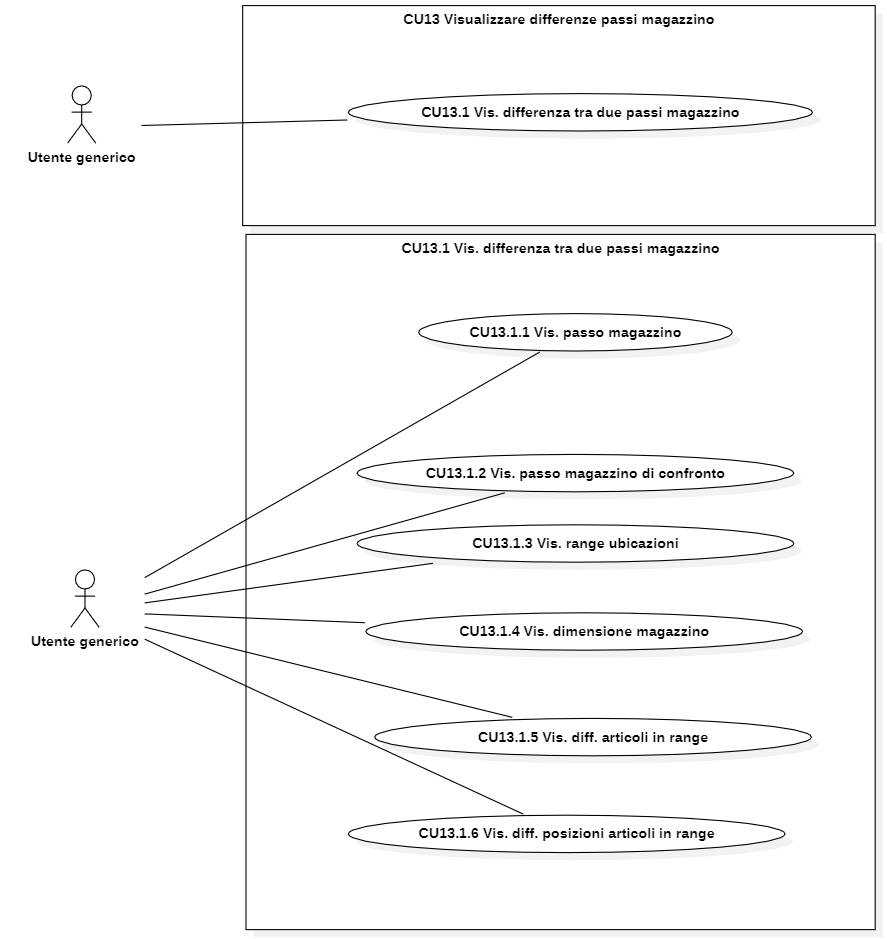 CU13 Visualizzare differenze passi magazzino
CU13.1 Vis. differenza tra due passi magazzino
Utente generico
CU13.1 Vis. differenza tra due passi magazzino
CU13.1.1 Vis. passo magazzino
CU13.1.2 Vis. passo magazzino di confronto
CU13.1.3 Vis. range ubicazioni
CU13.1.4 Vis. dimensione magazzino
Utente generico
CU13.1.5 Vis. diff. articoli in range
CU13.1.6 Vis. diff. posizioni articoli in range